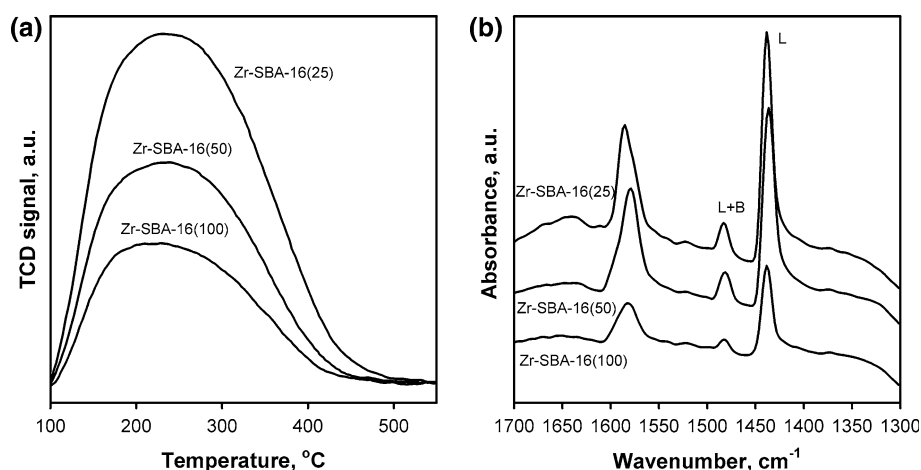 (a)
TCD signal, a.u.
Zr-SBA-16(25)
Zr-SBA-16(50)
Zr-SBA-16(100)
100 200 300 400 500
Temperature, °C
(b)
Absorbance, a.u.
L
Zr-SBA-16(25)
L+B
Zr-SBA-16(50)
Zr-SBA-16(100)
1700 1650 1600 1550 1500 1450 1400 1350 1300
Wavenumber, cm⁻¹